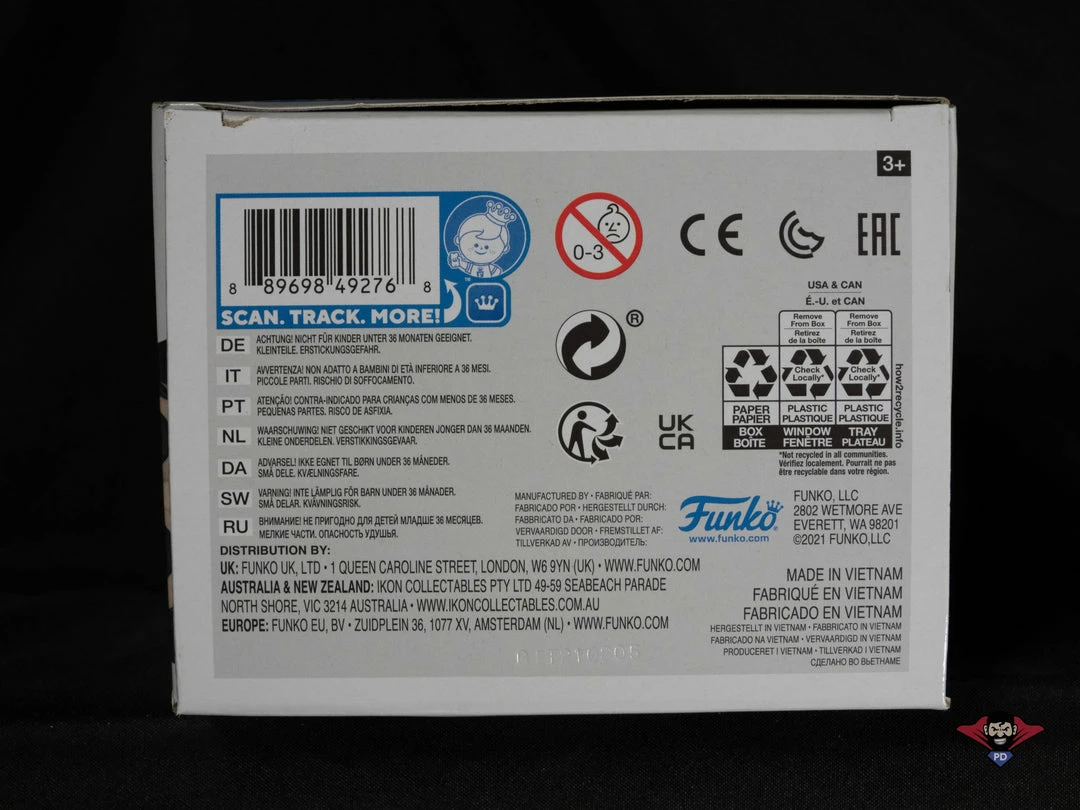 3+
8 89698 49276 8
SCAN. TRACK. MORE!
™
0-3
CE
EAC
USA & CAN
É.-U. et CAN
Remove
From Box
Retirez
de la boîte
Remove
From Box
Retirez
de la boîte
Check
Locally*
Check
Locally*
PAPER
PAPIER
PLASTIC
PLASTIQUE
PLASTIC
PLASTIQUE
BOX
BOÎTE
WINDOW
FENÊTRE
TRAY
PLATEAU
how2recycle.info
*Not recycled in all communities.
Vérifiez localement. Pourrait ne pas
être recyclable dans votre région.
®
UK
CA
DE ACHTUNG! NICHT FÜR KINDER UNTER 36 MONATEN GEEIGNET.
KLEINTEILE. ERSTICKUNGSGEFAHR.
IT AVVERTENZA! NON ADATTO A BAMBINI DI ETÀ INFERIORE A 36 MESI.
PICCOLE PARTI. RISCHIO DI SOFFOCAMENTO.
PT ATENÇÃO! CONTRA-INDICADO PARA CRIANÇAS COM MENOS DE 36 MESES.
PEQUENAS PARTES. RISCO DE ASFIXIA.
NL WAARSCHUWING! NIET GESCHIKT VOOR KINDEREN JONGER DAN 36 MAANDEN.
KLEINE ONDERDELEN. VERSTIKKINGSGEVAAR.
DA ADVARSEL! IKKE EGNET TIL BØRN UNDER 36 MÅNEDER.
SMÅ DELE. KVÆLNINGSFARE.
SW VARNING! INTE LÄMPLIG FÖR BARN UNDER 36 MÅNADER.
SMÅ DELAR. KVÄVNINGSRISK.
RU ВНИМАНИЕ! НЕ ПРИГОДНО ДЛЯ ДЕТЕЙ МЛАДШЕ 36 МЕСЯЦЕВ.
МЕЛКИЕ ЧАСТИ. ОПАСНОСТЬ УДУШЬЯ.
MANUFACTURED BY • FABRIQUÉ PAR:
FABRICADO POR • HERGESTELLT DURCH:
FABBRICATO DA • FABRICADO POR:
VERVAARDIGD DOOR • FREMSTILLET AF:
TILLVERKAD AV • ПРОИЗВОДИТЕЛЬ:
Funko
www.funko.com
FUNKO, LLC
2802 WETMORE AVE
EVERETT, WA 98201
©2021 FUNKO,LLC
DISTRIBUTION BY:
UK: FUNKO UK, LTD • 1 QUEEN CAROLINE STREET, LONDON, W6 9YN (UK) • WWW.FUNKO.COM
AUSTRALIA & NEW ZEALAND: IKON COLLECTABLES PTY LTD 49-59 SEABEACH PARADE
NORTH SHORE, VIC 3214 AUSTRALIA • WWW.IKONCOLLECTABLES.COM.AU
EUROPE: FUNKO EU, BV • ZUIDPLEIN 36, 1077 XV, AMSTERDAM (NL) • WWW.FUNKO.COM
MADE IN VIETNAM
FABRIQUÉ EN VIETNAM
FABRICADO EN VIETNAM
HERGESTELLT IN VIETNAM • FABBRICATO IN VIETNAM
FABRICADO NA VIETNAM • VERVAARDIGD IN VIETNAM
PRODUCERET I VIETNAM • TILLVERKAD I VIETNAM
СДЕЛАНО ВО ВЬЕТНАМЕ
PD